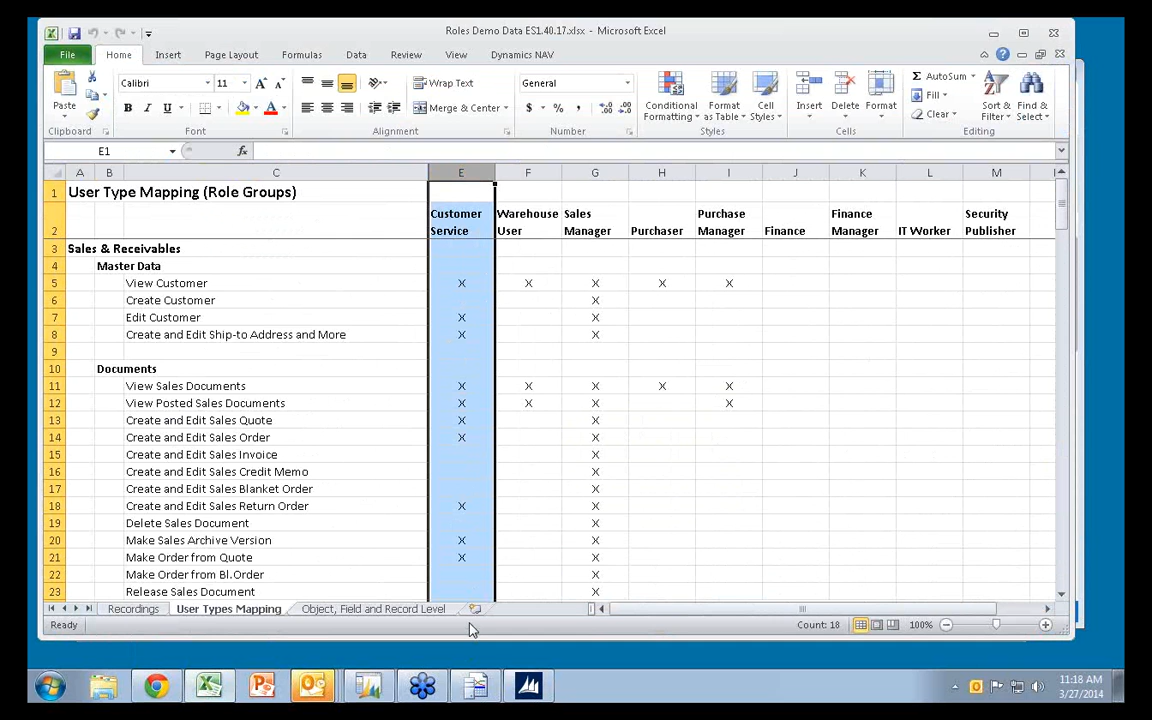 Roles Demo Data ES1.40.17.xlsx - Microsoft Excel
File Home Insert Page Layout Formulas Data Review View Dynamics NAV
Calibri 11 Wrap Text General AutoSum
Fill
Paste B I U Merge & Center $ % , Conditional Formatting Format as Table Cell Styles Insert Delete Format Clear Sort & Filter Find & Select
Clipboard Font Alignment Number Styles Cells Editing
E1 fx
A B C E F G H I J K L M
1 User Type Mapping (Role Groups)
2 Customer Service Warehouse User Sales Manager Purchaser Purchase Manager Finance Finance Manager IT Worker Security Publisher
3 Sales & Receivables
4 Master Data
5 View Customer X X X X X
6 Create Customer X
7 Edit Customer X X
8 Create and Edit Ship-to Address and More X X
9
10 Documents
11 View Sales Documents X X X X X
12 View Posted Sales Documents X X X X
13 Create and Edit Sales Quote X X
14 Create and Edit Sales Order X X
15 Create and Edit Sales Invoice X
16 Create and Edit Sales Credit Memo X
17 Create and Edit Sales Blanket Order X
18 Create and Edit Sales Return Order X X
19 Delete Sales Document X
20 Make Sales Archive Version X X
21 Make Order from Quote X X
22 Make Order from Bl.Order X
23 Release Sales Document X
Recordings User Types Mapping Object, Field and Record Level
Ready Count: 18 100%
11:18 AM
3/27/2014